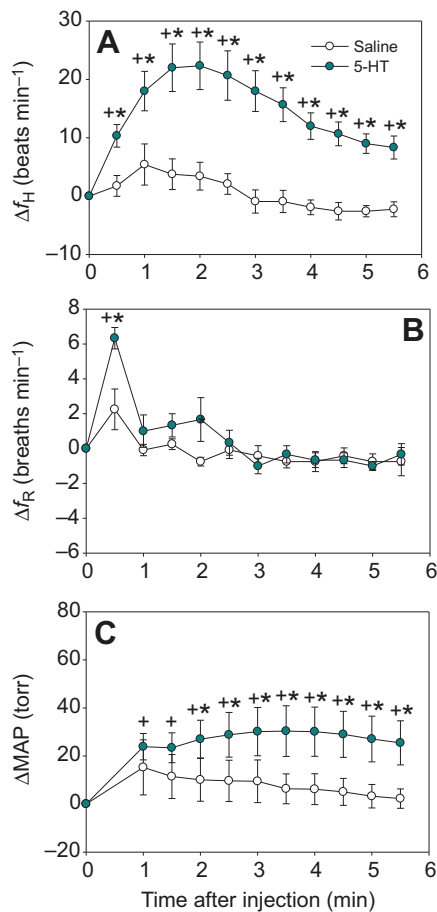 30
A
Saline
5-HT
+* +* +* +* +* +* +* +* +* +* +*
20
10
0
–10
ΔfH (beats min–1)
0 1 2 3 4 5 6
8
+*
B
6
4
2
0
–2
–4
–6
ΔfR (breaths min–1)
0 1 2 3 4 5 6
80
C
60
40
+ + +* +* +* +* +* +* +* +*
20
0
–20
ΔMAP (torr)
0 1 2 3 4 5 6
Time after injection (min)